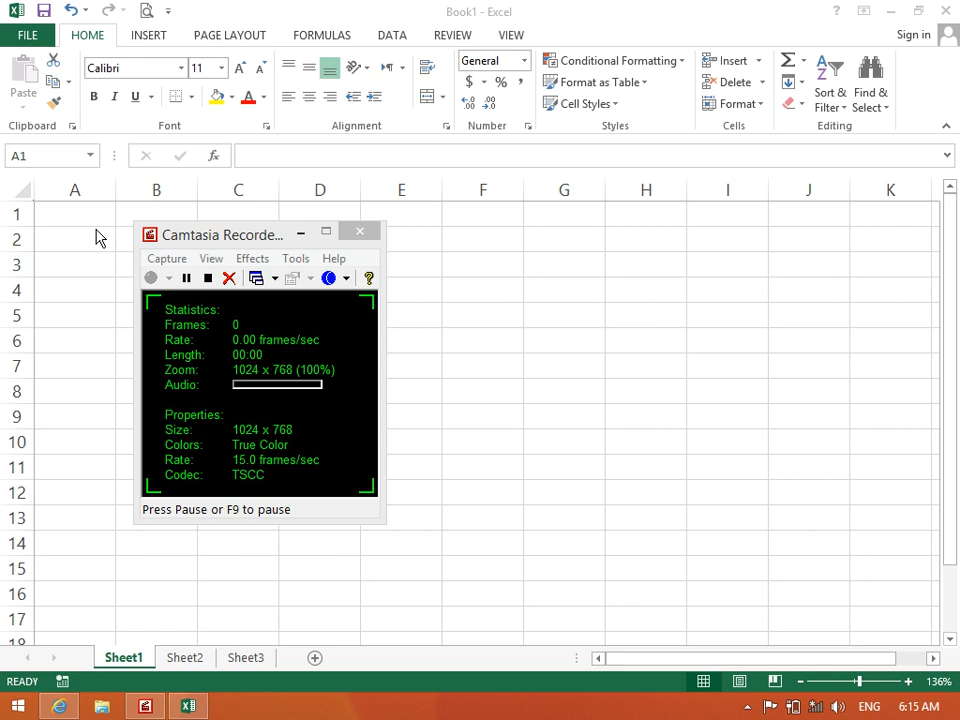 Book1 - Excel
FILE HOME INSERT PAGE LAYOUT FORMULAS DATA REVIEW VIEW Sign in
Paste Calibri 11 General Conditional Formatting Insert
$ % , Format as Table Delete Sort & Find &
B I U A Cell Styles Format Filter Select
Clipboard Font Alignment Number Styles Cells Editing
A1 fx
A B C D E F G H I J K
1
2
3
4
5
6
7
8
9
10
11
12
13
14
15
16
17
18
Camtasia Recorde...
Capture View Effects Tools Help
Statistics:
Frames: 0
Rate: 0.00 frames/sec
Length: 00:00
Zoom: 1024 x 768 (100%)
Audio:
Properties:
Size: 1024 x 768
Colors: True Color
Rate: 15.0 frames/sec
Codec: TSCC
Press Pause or F9 to pause
Sheet1 Sheet2 Sheet3
READY 136%
ENG 6:15 AM